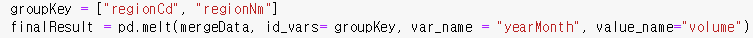 groupKey = ["regionCd", "regionNm"]
finalResult = pd.melt(mergeData, id_vars= groupKey, var_name = "yearMonth", value_name="volume")